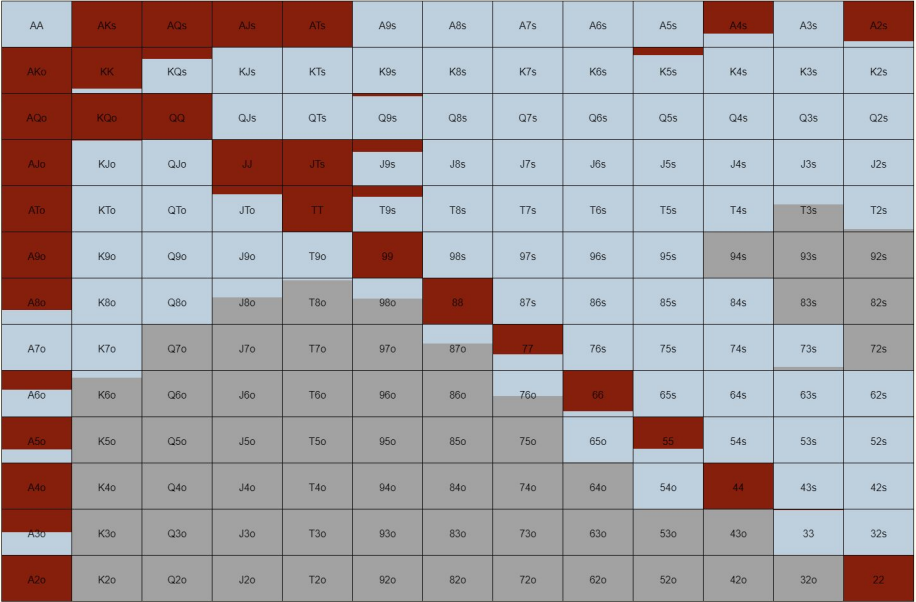 AA AKs AQs AJs ATs A9s A8s A7s A6s A5s A4s A3s A2s
AKo KK KQs KJs KTs K9s K8s K7s K6s K5s K4s K3s K2s
AQo KQo QQ QJs QTs Q9s Q8s Q7s Q6s Q5s Q4s Q3s Q2s
AJo KJo QJo JJ JTs J9s J8s J7s J6s J5s J4s J3s J2s
ATo KTo QTo JTo TT T9s T8s T7s T6s T5s T4s T3s T2s
A9o K9o Q9o J9o T9o 99 98s 97s 96s 95s 94s 93s 92s
A8o K8o Q8o J8o T8o 98o 88 87s 86s 85s 84s 83s 82s
A7o K7o Q7o J7o T7o 97o 87o 77 76s 75s 74s 73s 72s
A6o K6o Q6o J6o T6o 96o 86o 76o 66 65s 64s 63s 62s
A5o K5o Q5o J5o T5o 95o 85o 75o 65o 55 54s 53s 52s
A4o K4o Q4o J4o T4o 94o 84o 74o 64o 54o 44 43s 42s
A3o K3o Q3o J3o T3o 93o 83o 73o 63o 53o 43o 33 32s
A2o K2o Q2o J2o T2o 92o 82o 72o 62o 52o 42o 32o 22